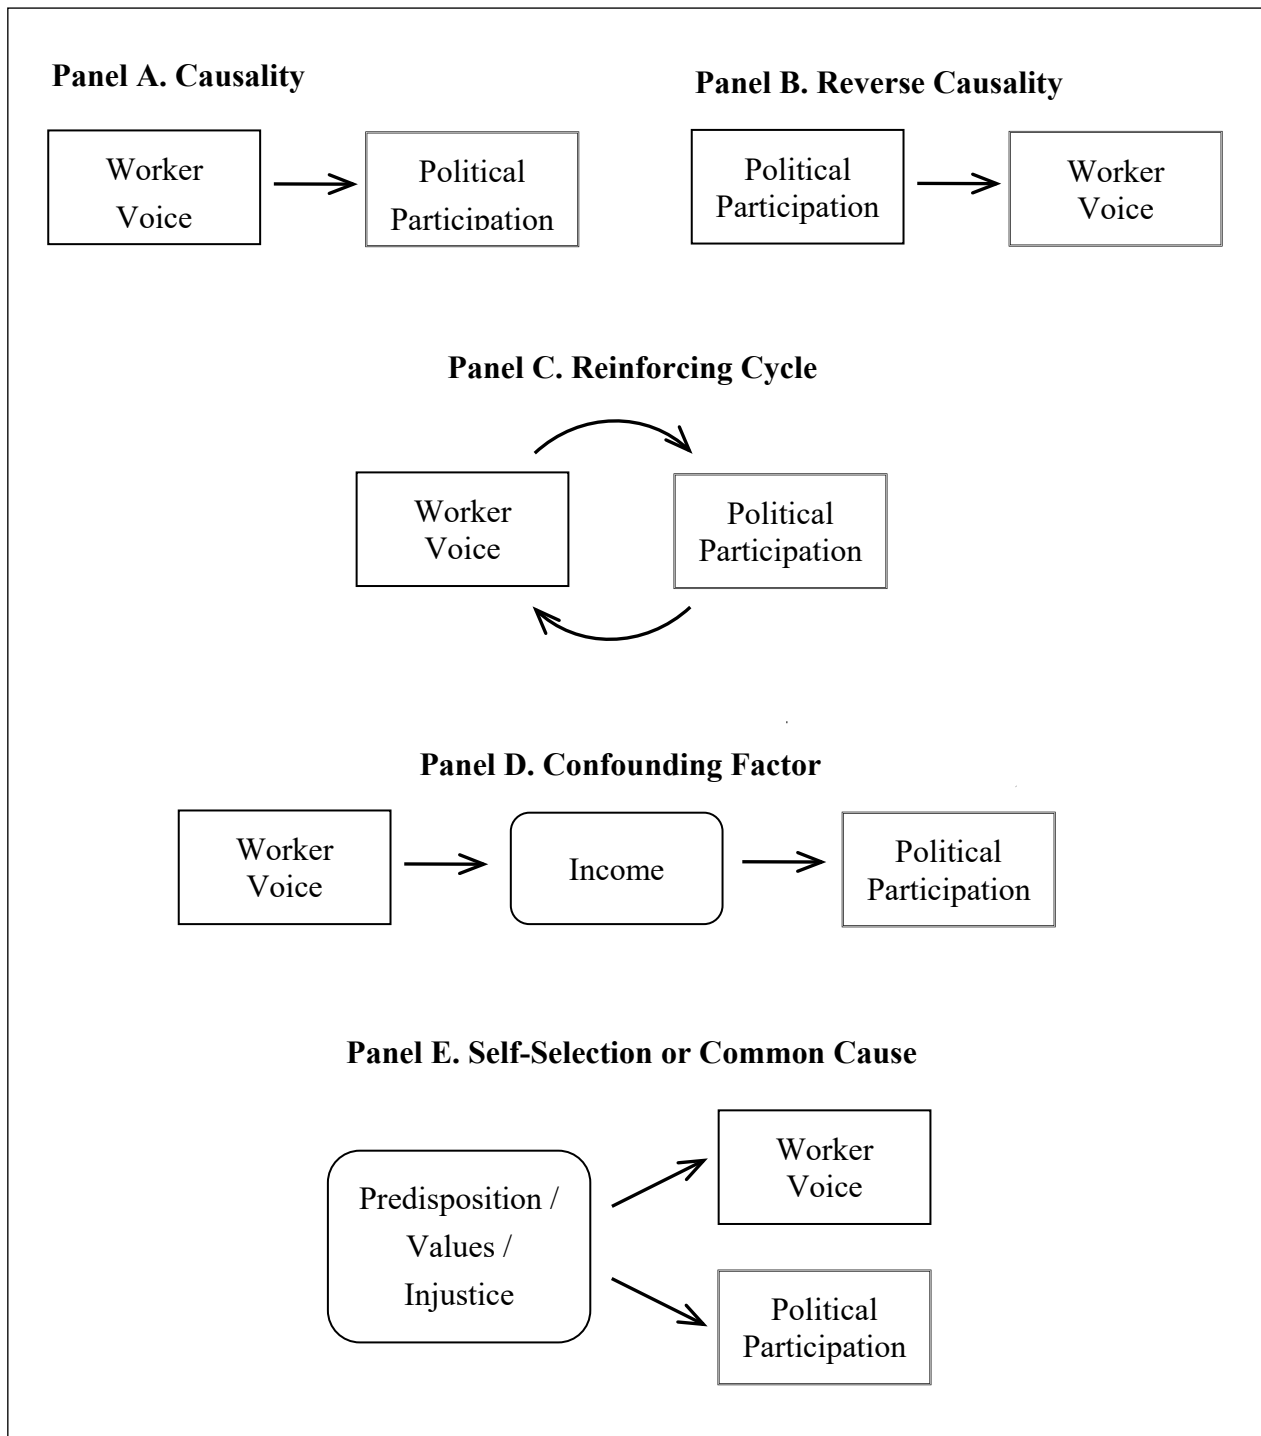 Panel A. Causality
Worker
Voice
Political
Participation
Panel B. Reverse Causality
Political
Participation
Worker
Voice
Panel C. Reinforcing Cycle
Worker
Voice
Political
Participation
Panel D. Confounding Factor
Worker
Voice
Income
Political
Participation
Panel E. Self-Selection or Common Cause
Predisposition /
Values /
Injustice
Worker
Voice
Political
Participation